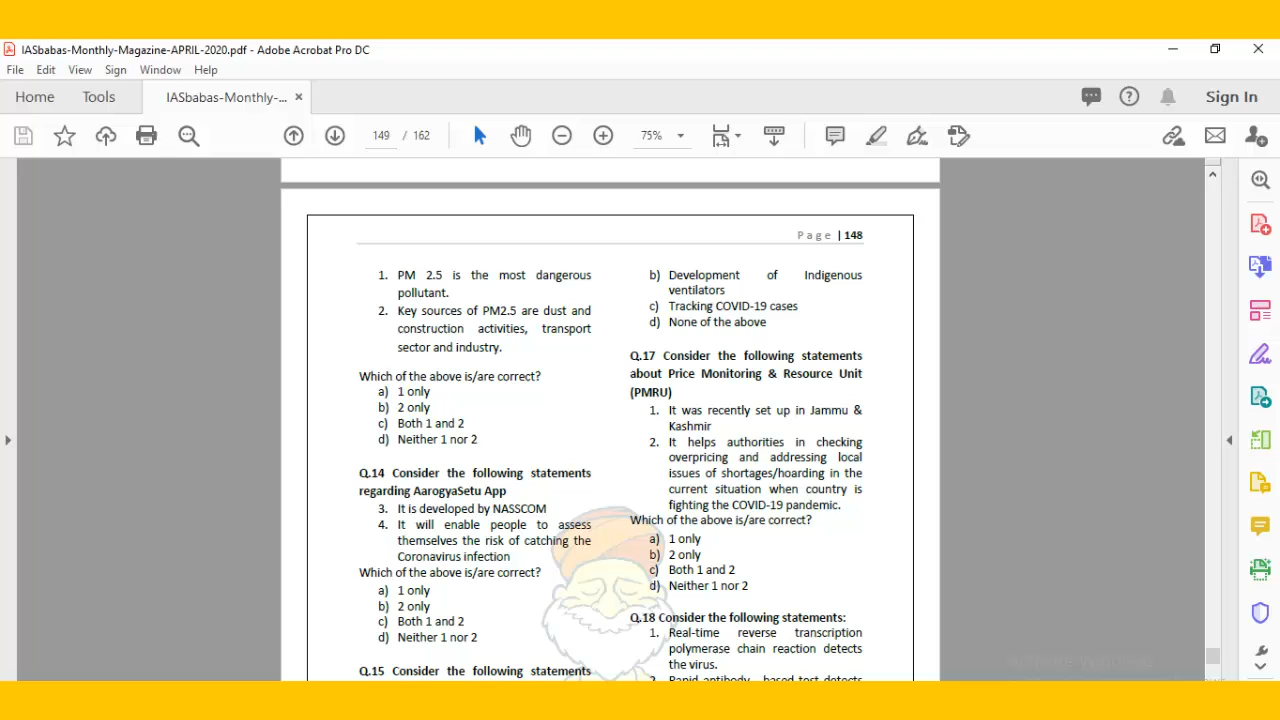 IASbabas-Monthly-Magazine-APRIL-2020.pdf - Adobe Acrobat Pro DC
File Edit View Sign Window Help
Home Tools IASbabas-Monthly-... × Sign In
149 / 162 75%
Page | 148
1. PM 2.5 is the most dangerous
pollutant.
2. Key sources of PM2.5 are dust and
construction activities, transport
sector and industry.
Which of the above is/are correct?
a) 1 only
b) 2 only
c) Both 1 and 2
d) Neither 1 nor 2
Q.14 Consider the following statements
regarding AarogyaSetu App
3. It is developed by NASSCOM
4. It will enable people to assess
themselves the risk of catching the
Coronavirus infection
Which of the above is/are correct?
a) 1 only
b) 2 only
c) Both 1 and 2
d) Neither 1 nor 2
Q.15 Consider the following statements
b) Development of Indigenous
ventilators
c) Tracking COVID-19 cases
d) None of the above
Q.17 Consider the following statements
about Price Monitoring & Resource Unit
(PMRU)
1. It was recently set up in Jammu &
Kashmir
2. It helps authorities in checking
overpricing and addressing local
issues of shortages/hoarding in the
current situation when country is
fighting the COVID-19 pandemic.
Which of the above is/are correct?
a) 1 only
b) 2 only
c) Both 1 and 2
d) Neither 1 nor 2
Q.18 Consider the following statements:
1. Real-time reverse transcription
polymerase chain reaction detects
the virus.
2. Rapid antibody based test detects